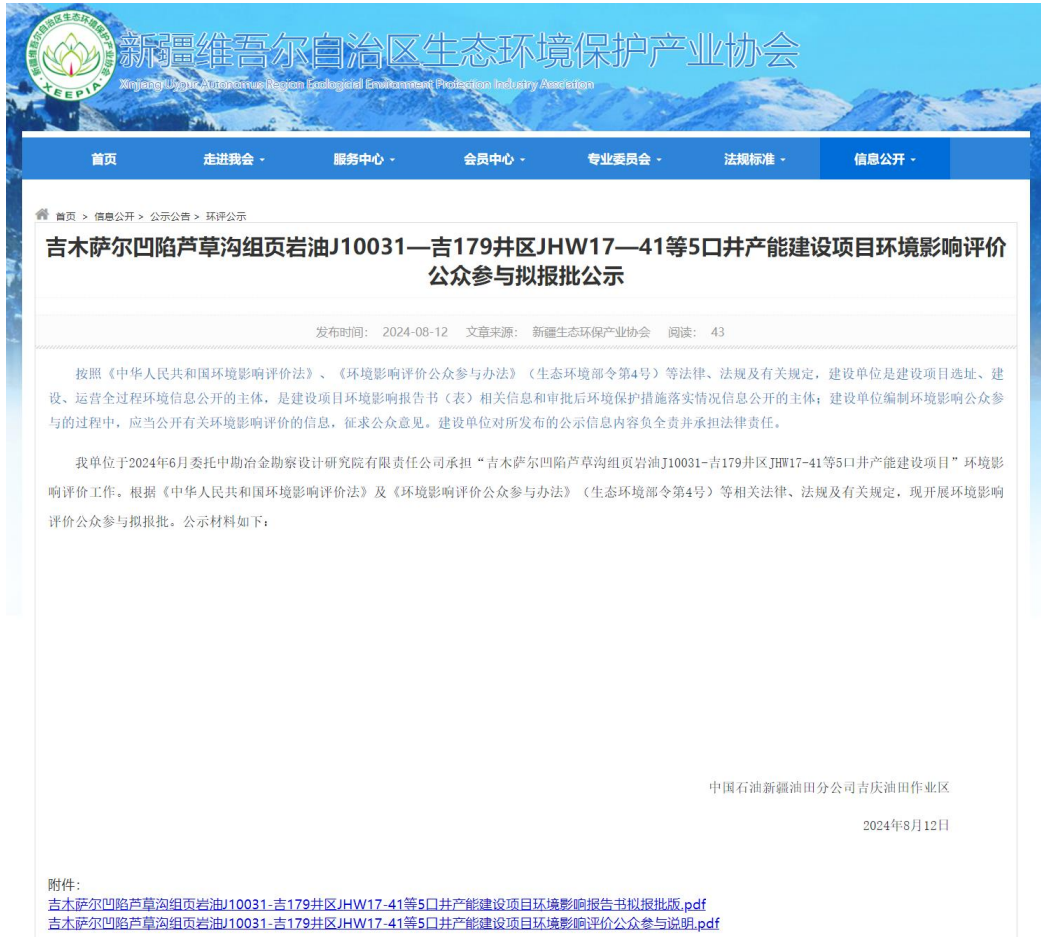 新疆维吾尔自治区生态环境保护产业协会
Xinjiang Uygur Autonomous Region Ecological Environment Protection Industry Association
XEEPIA
首页 走进我会 服务中心 会员中心 专业委员会 法规标准 信息公开
首页 > 信息公开 > 公示公告 > 环评公示
吉木萨尔凹陷芦草沟组页岩油J10031—吉179井区JHW17—41等5口井产能建设项目环境影响评价
公众参与拟报批公示
发布时间: 2024-08-12 文章来源: 新疆生态环保产业协会 阅读: 43
按照《中华人民共和国环境影响评价法》、《环境影响评价公众参与办法》（生态环境部令第4号）等法律、法规及有关规定，建设单位是建设项目选址、建
设、运营全过程环境信息公开的主体，是建设项目环境影响报告书（表）相关信息和审批后环境保护措施落实情况信息公开的主体；建设单位编制环境影响公众参
与的过程中，应当公开有关环境影响评价的信息，征求公众意见。建设单位对所发布的公示信息内容负全责并承担法律责任。
我单位于2024年6月委托中勘冶金勘察设计研究院有限责任公司承担“吉木萨尔凹陷芦草沟组页岩油J10031-吉179井区JHW17-41等5口井产能建设项目”环境影
响评价工作。根据《中华人民共和国环境影响评价法》及《环境影响评价公众参与办法》（生态环境部令第4号）等相关法律、法规及有关规定，现开展环境影响
评价公众参与拟报批。公示材料如下：
中国石油新疆油田分公司吉庆油田作业区
2024年8月12日
附件：
吉木萨尔凹陷芦草沟组页岩油J10031-吉179井区JHW17-41等5口井产能建设项目环境影响报告书拟报批版.pdf
吉木萨尔凹陷芦草沟组页岩油J10031-吉179井区JHW17-41等5口井产能建设项目环境影响评价公众参与说明.pdf